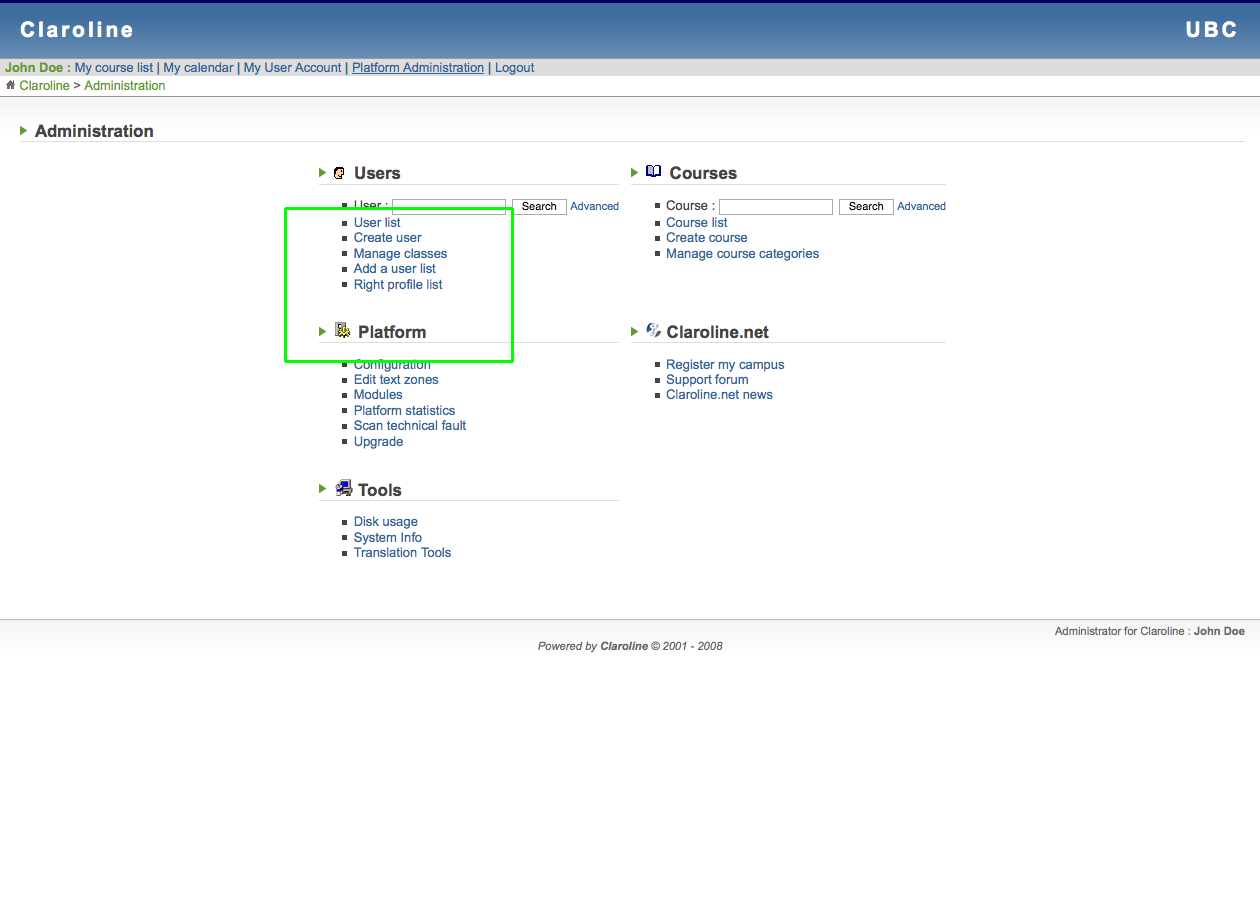 Claroline UBC
John Doe : My course list | My calendar | My User Account | Platform Administration | Logout
Claroline > Administration
Administration
Users
User : Search Advanced
User list
Create user
Manage classes
Add a user list
Right profile list
Courses
Course : Search Advanced
Course list
Create course
Manage course categories
Platform
Configuration
Edit text zones
Modules
Platform statistics
Scan technical fault
Upgrade
Claroline.net
Register my campus
Support forum
Claroline.net news
Tools
Disk usage
System Info
Translation Tools
Administrator for Claroline : John Doe
Powered by Claroline © 2001 - 2008